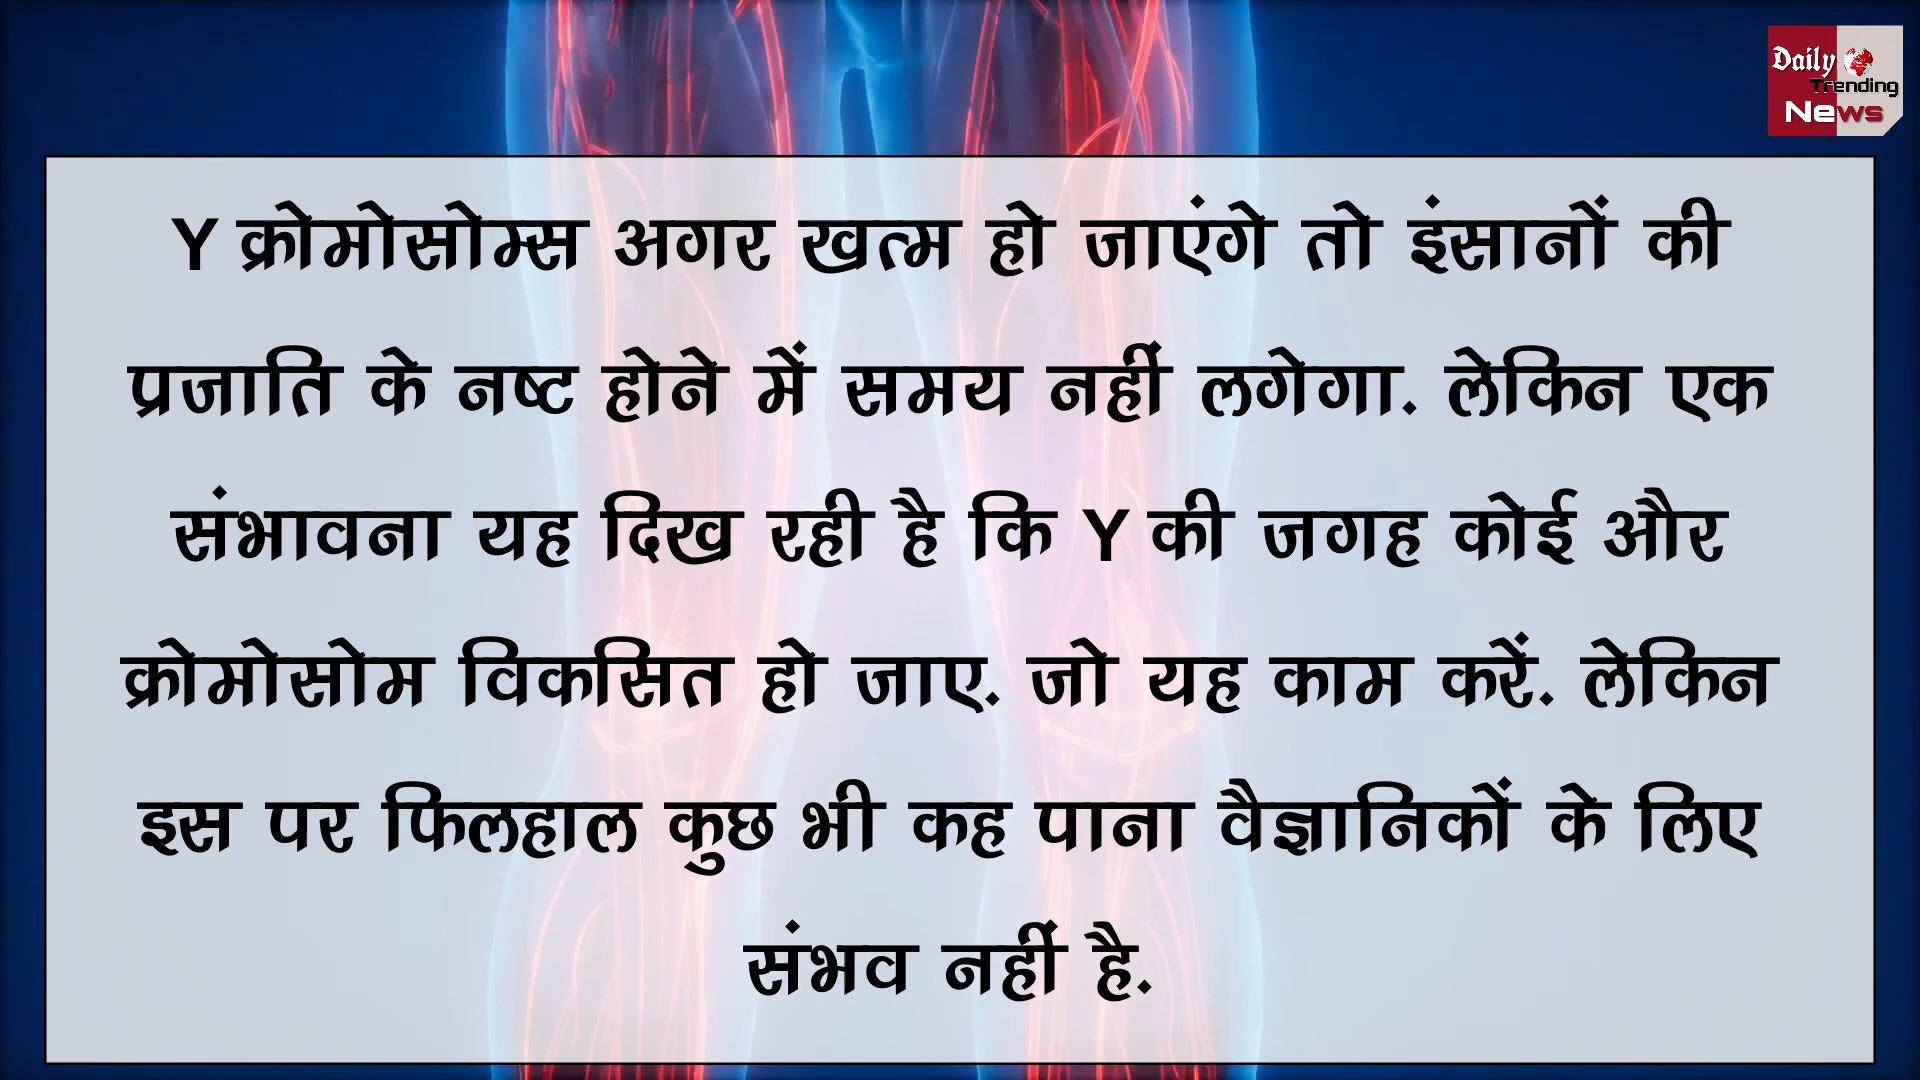 Daily
Trending
News
Y क्रोमोसोम्स अगर खत्म हो जाएंगे तो इंसानों की
प्रजाति के नष्ट होने में समय नहीं लगेगा. लेकिन एक
संभावना यह दिख रही है कि Y की जगह कोई और
क्रोमोसोम विकसित हो जाए. जो यह काम करें. लेकिन
इस पर फिलहाल कुछ भी कह पाना वैज्ञानिकों के लिए
संभव नहीं है.